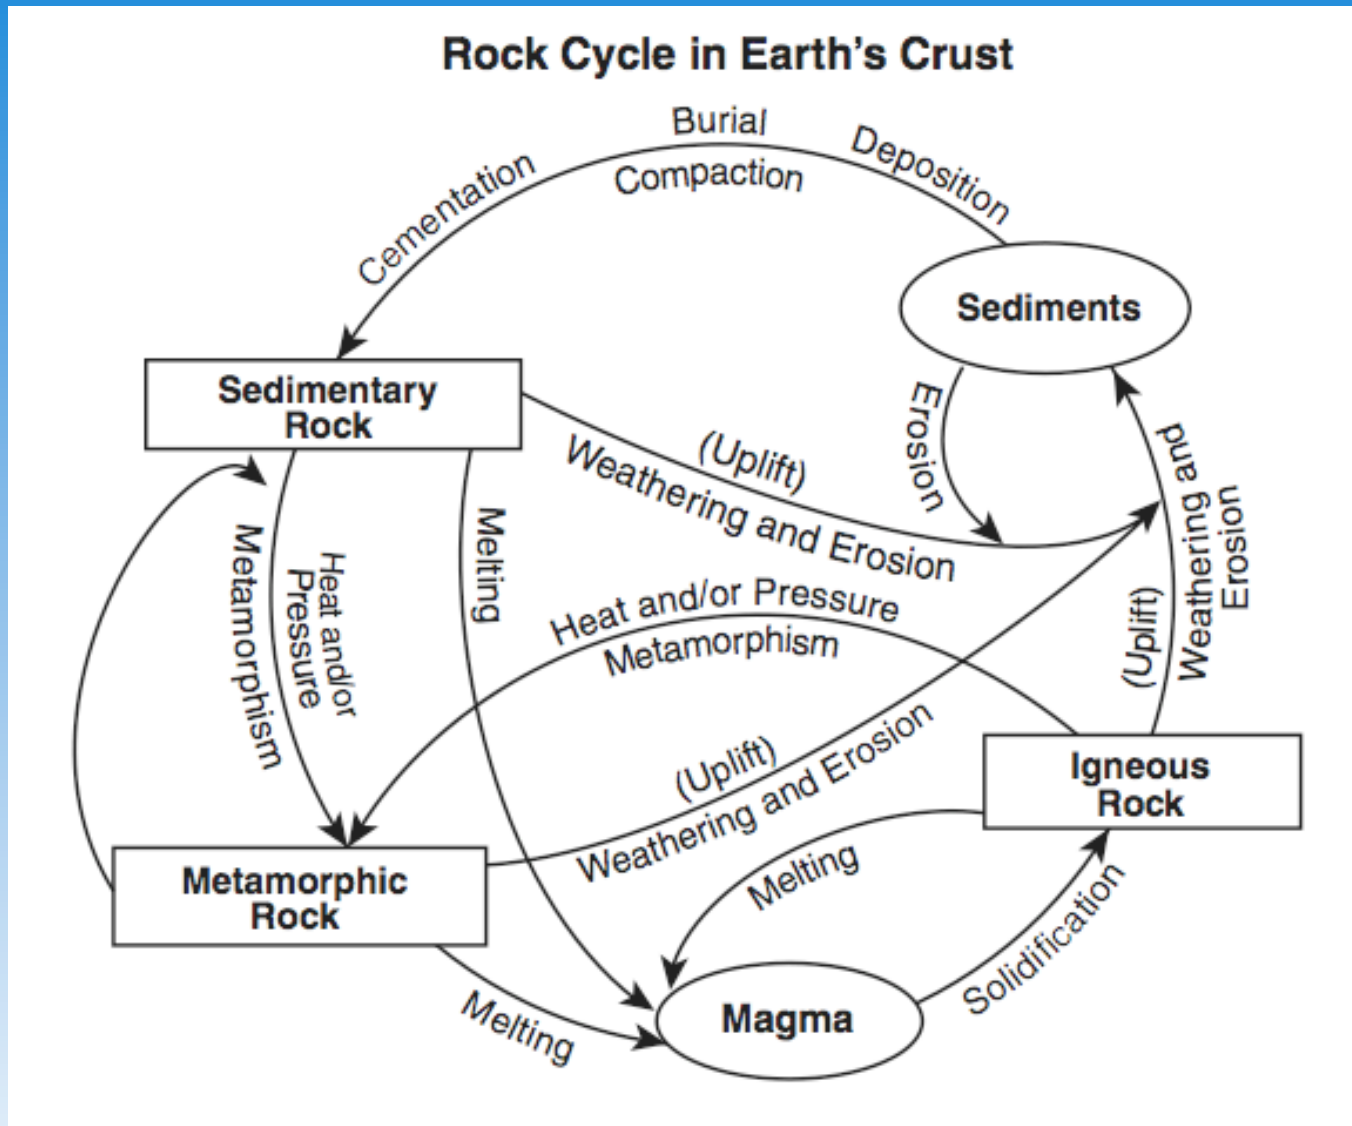 Rock Cycle in Earth's Crust
Burial
Deposition
Compaction
Cementation
Sediments
Sedimentary
Rock
Erosion
(Uplift)
Weathering and Erosion
Weathering and
Erosion
(Uplift)
Melting
Metamorphism
Heat and/or
Pressure
Heat and/or Pressure
Metamorphism
(Uplift)
Weathering and Erosion
Igneous
Rock
Melting
Metamorphic
Rock
Solidification
Melting
Magma